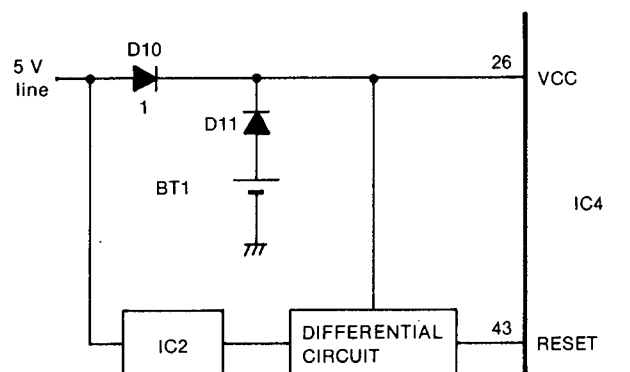 D10
5 V
line
1
26
VCC
D11
BT1
IC4
IC2
DIFFERENTIAL
CIRCUIT
43
RESET